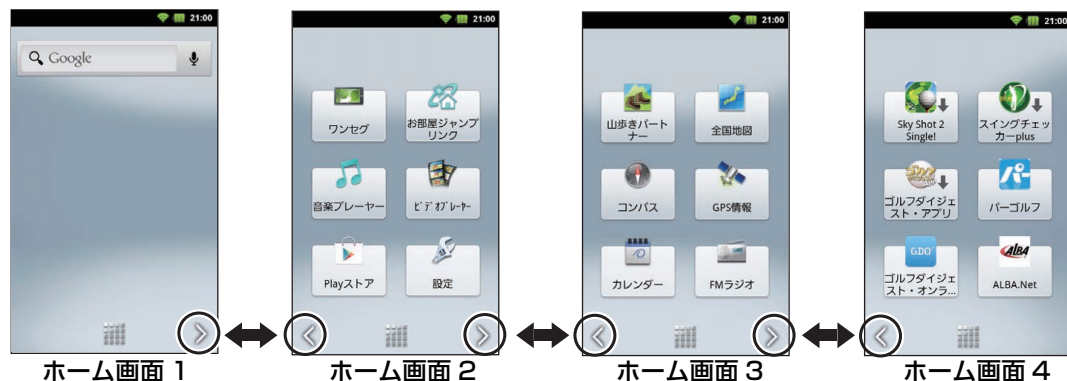 21:00
Google
ホーム画面 1
21:00
ワンセグ
お部屋ジャンプ
リンク
音楽プレーヤー
ビデオプレーヤー
Playストア
設定
ホーム画面 2
21:00
山歩きパート
ナー
全国地図
コンパス
GPS情報
カレンダー
FMラジオ
ホーム画面 3
21:00
Sky Shot 2
Single!
スイングチェッ
カーplus
ゴルフダイジェ
スト・アプリ
パー
パーゴルフ
GDO
ゴルフダイジェ
スト・オンラ...
ALBA
ALBA.Net
ホーム画面 4